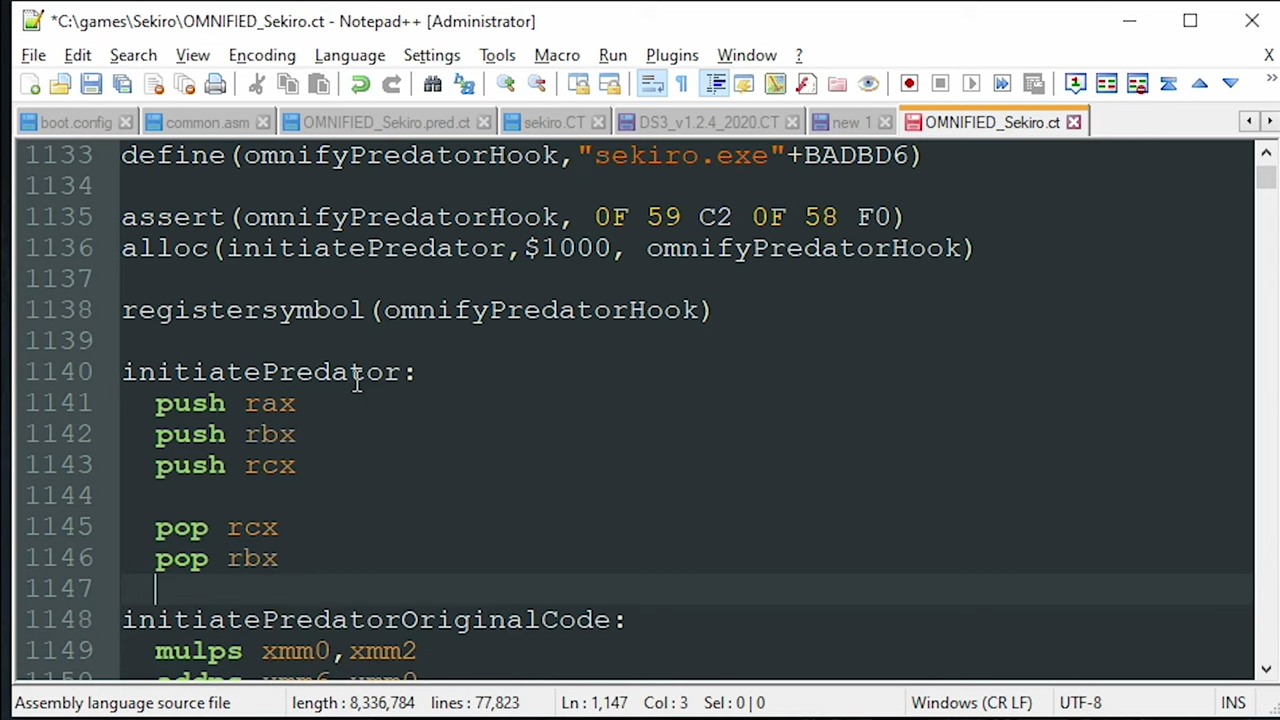 *C:\games\Sekiro\OMNIFIED_Sekiro.ct - Notepad++ [Administrator]
File Edit Search View Encoding Language Settings Tools Macro Run Plugins Window ? X
boot.config common.asm OMNIFIED_Sekiro.pred.ct sekiro.CT DS3_v1.2.4_2020.CT new 1 OMNIFIED_Sekiro.ct
1133 define(omnifyPredatorHook,"sekiro.exe"+BADBD6)
1134
1135 assert(omnifyPredatorHook, 0F 59 C2 0F 58 F0)
1136 alloc(initiatePredator,$1000, omnifyPredatorHook)
1137
1138 registersymbol(omnifyPredatorHook)
1139
1140 initiatePredator:
1141 push rax
1142 push rbx
1143 push rcx
1144
1145 pop rcx
1146 pop rbx
1147
1148 initiatePredatorOriginalCode:
1149 mulps xmm0,xmm2
1150 addps xmm6,xmm0
Assembly language source file length : 8,336,784 lines : 77,823 Ln : 1,147 Col : 3 Sel : 0 | 0 Windows (CR LF) UTF-8 INS